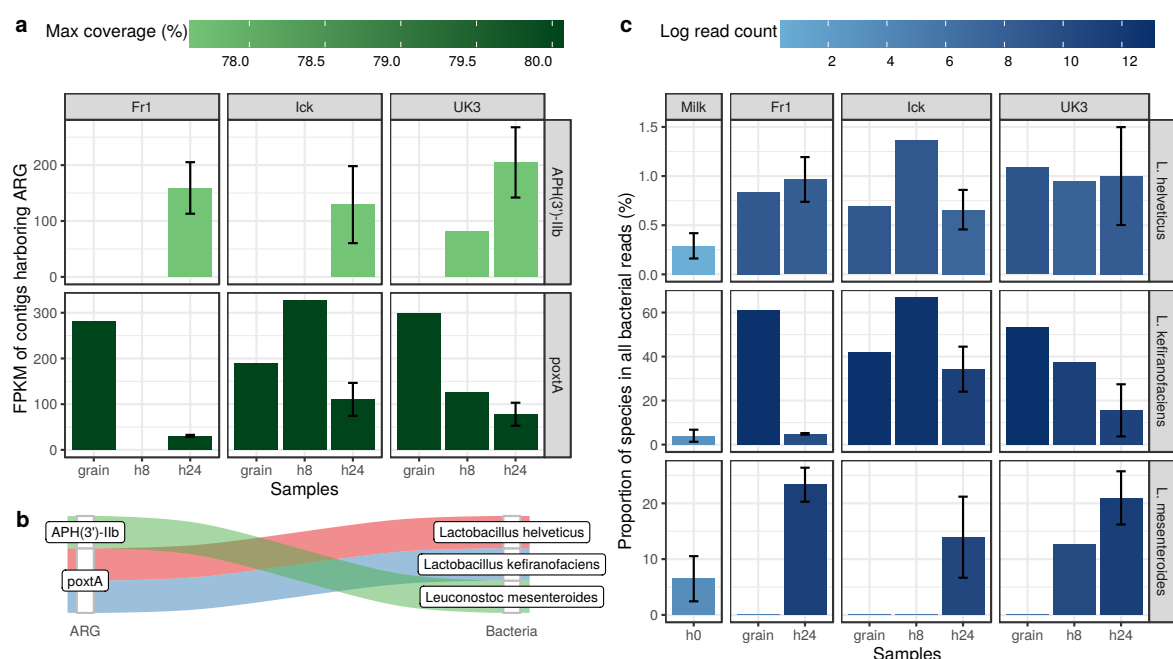 a
Max coverage (%)
78.0 78.5 79.0 79.5 80.0
Fr1 Ick UK3
FPKM of contigs harboring ARG
200
100
0
APH(3')-IIb
300
200
100
0
poxtA
grain h8 h24 grain h8 h24 grain h8 h24
Samples
b
APH(3')-IIb
poxtA
Lactobacillus helveticus
Lactobacillus kefiranofaciens
Leuconostoc mesenteroides
ARG Bacteria
c
Log read count
2 4 6 8 10 12
Milk Fr1 Ick UK3
Proportion of species in all bacterial reads (%)
1.5
1.0
0.5
0.0
L. helveticus
60
40
20
0
L. kefiranofaciens
20
10
0
L. mesenteroides
h0 grain h24 grain h8 h24 grain h8 h24
Samples